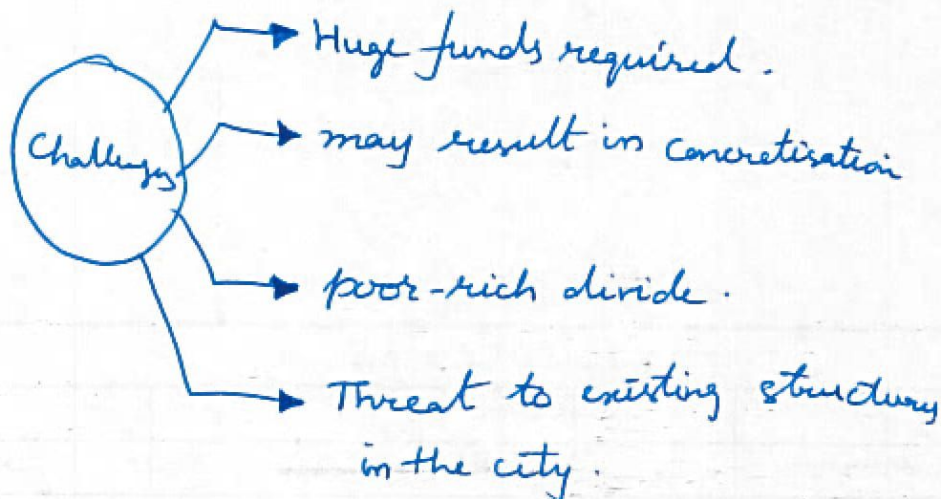 Challenges
Huge funds required.
may result in concretisation
poor-rich divide.
Threat to existing structures
in the city.